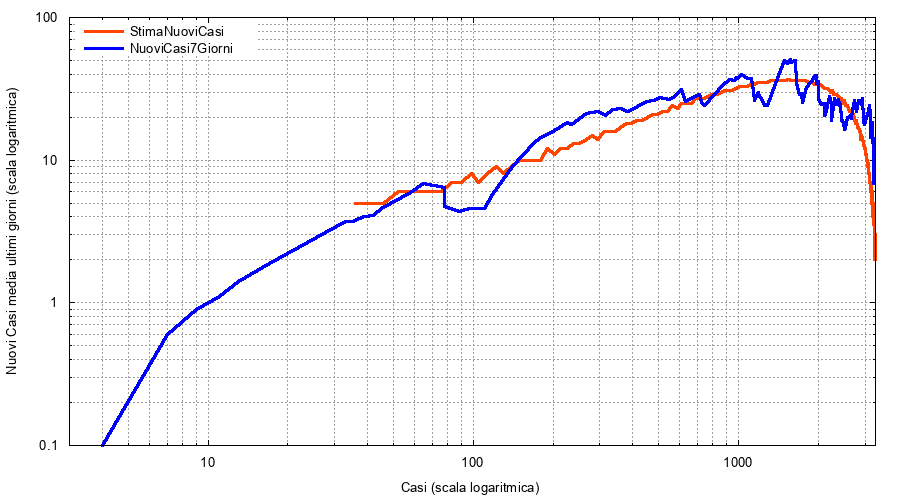 100
StimaNuoviCasi
NuoviCasi7Giorni
10
1
0.1
10
100
1000
Nuovi Casi media ultimi giorni (scala logaritmica)
Casi (scala logaritmica)